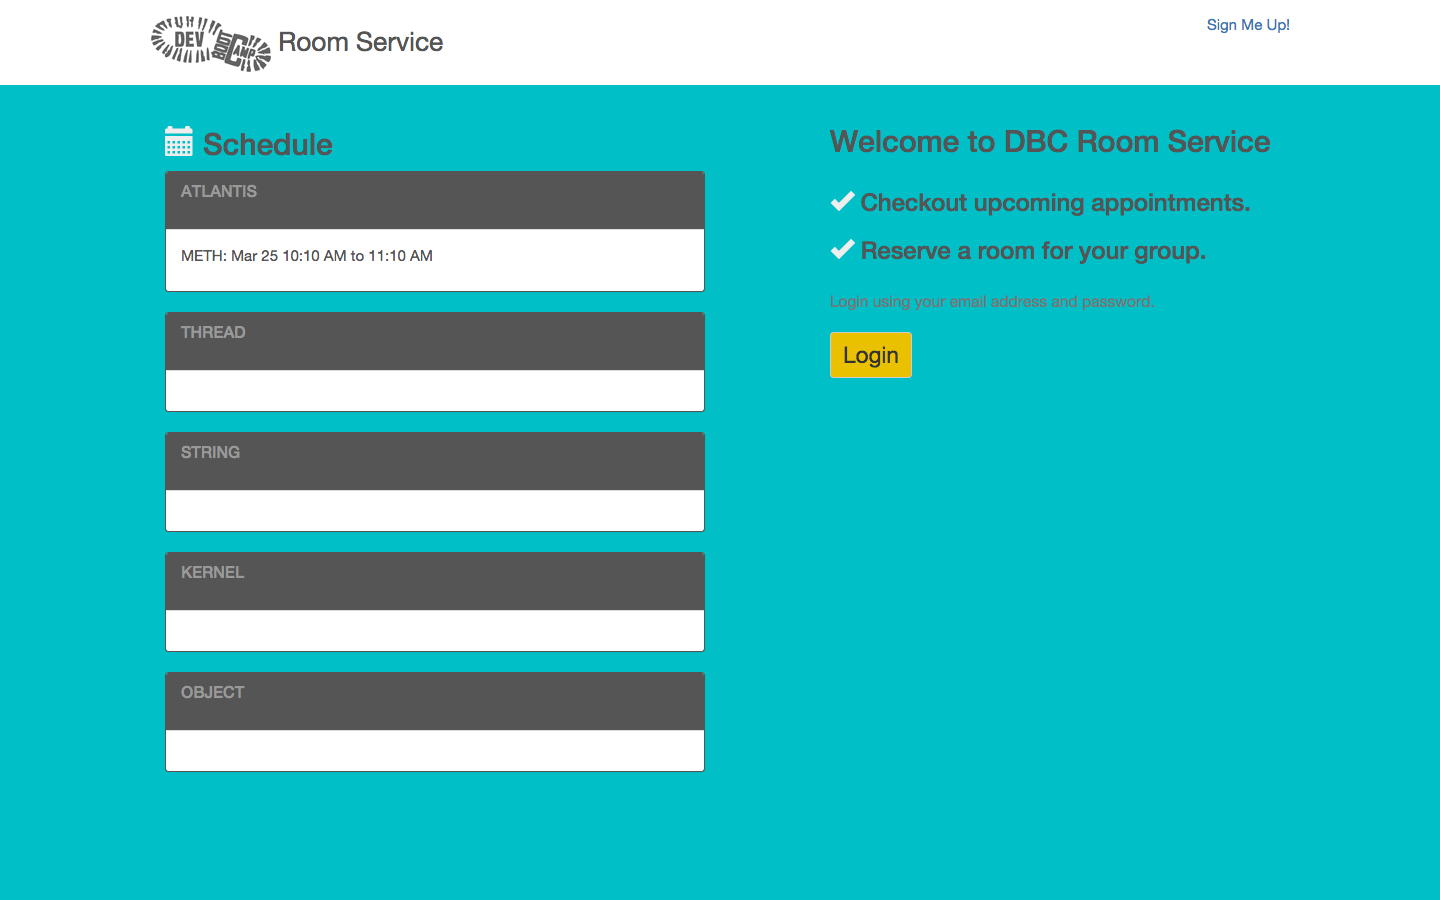 DEV BOOT CAMP Room Service
Sign Me Up!
Schedule
ATLANTIS
METH: Mar 25 10:10 AM to 11:10 AM
THREAD
STRING
KERNEL
OBJECT
Welcome to DBC Room Service
Checkout upcoming appointments.
Reserve a room for your group.
Login using your email address and password.
Login